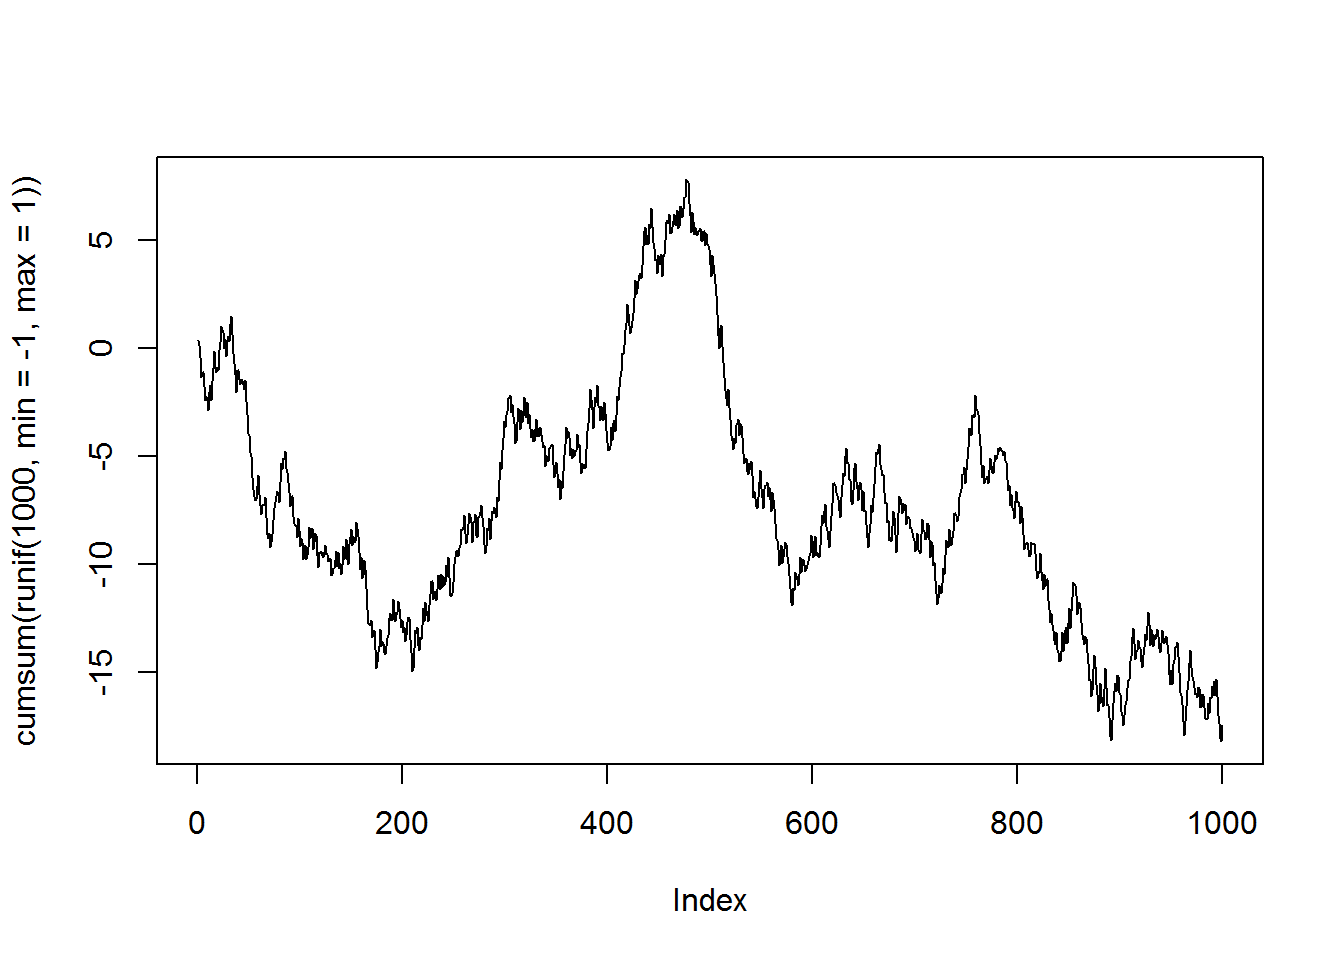 cumsum(runif(1000, min = -1, max = 1))
5
0
-5
-10
-15
0 200 400 600 800 1000
Index